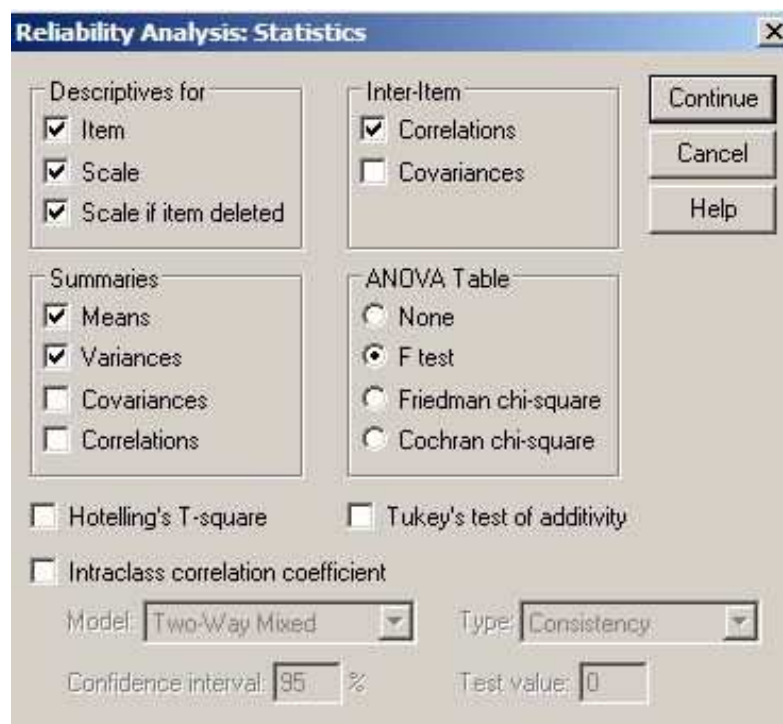 Reliability Analysis: Statistics
Descriptives for
Item
Scale
Scale if item deleted
Inter-Item
Correlations
Covariances
Continue
Cancel
Help
Summaries
Means
Variances
Covariances
Correlations
ANOVA Table
None
F test
Friedman chi-square
Cochran chi-square
Hotelling's T-square
Tukey's test of additivity
Intraclass correlation coefficient
Model: Two-Way Mixed
Type: Consistency
Confidence interval: 95 %
Test value: 0